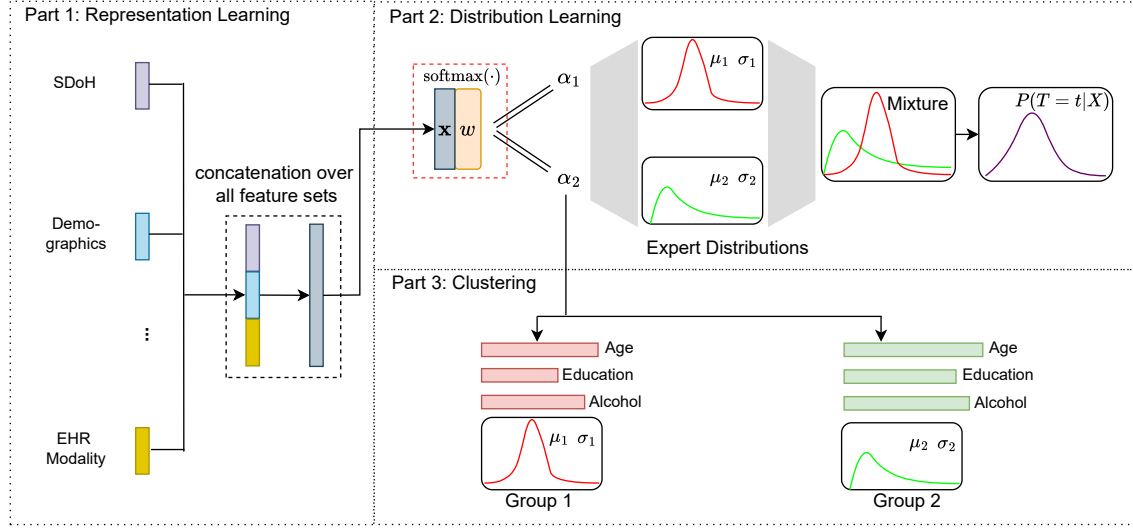 Part 1: Representation Learning
SDoH
Demo-
graphics
...
EHR
Modality
concatenation over
all feature sets
Part 2: Distribution Learning
softmax(·)
x w
α₁
α₂
μ₁ σ₁
μ₂ σ₂
Expert Distributions
Mixture
P(T = t|X)
Part 3: Clustering
Age
Education
Alcohol
μ₁ σ₁
Group 1
Age
Education
Alcohol
μ₂ σ₂
Group 2